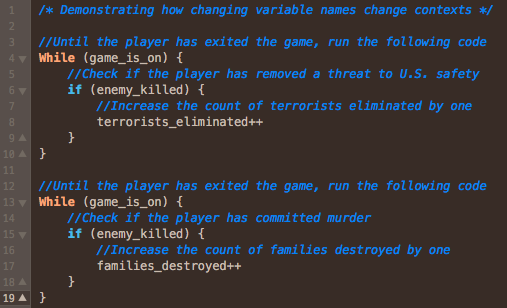 1 /* Demonstrating how changing variable names change contexts */
2
3 //Until the player has exited the game, run the following code
4 While (game_is_on) {
5 //Check if the player has removed a threat to U.S. safety
6 if (enemy_killed) {
7 //Increase the count of terrorists eliminated by one
8 terrorists_eliminated++
9 }
10 }
11
12 //Until the player has exited the game, run the following code
13 While (game_is_on) {
14 //Check if the player has committed murder
15 if (enemy_killed) {
16 //Increase the count of families destroyed by one
17 families_destroyed++
18 }
19 }